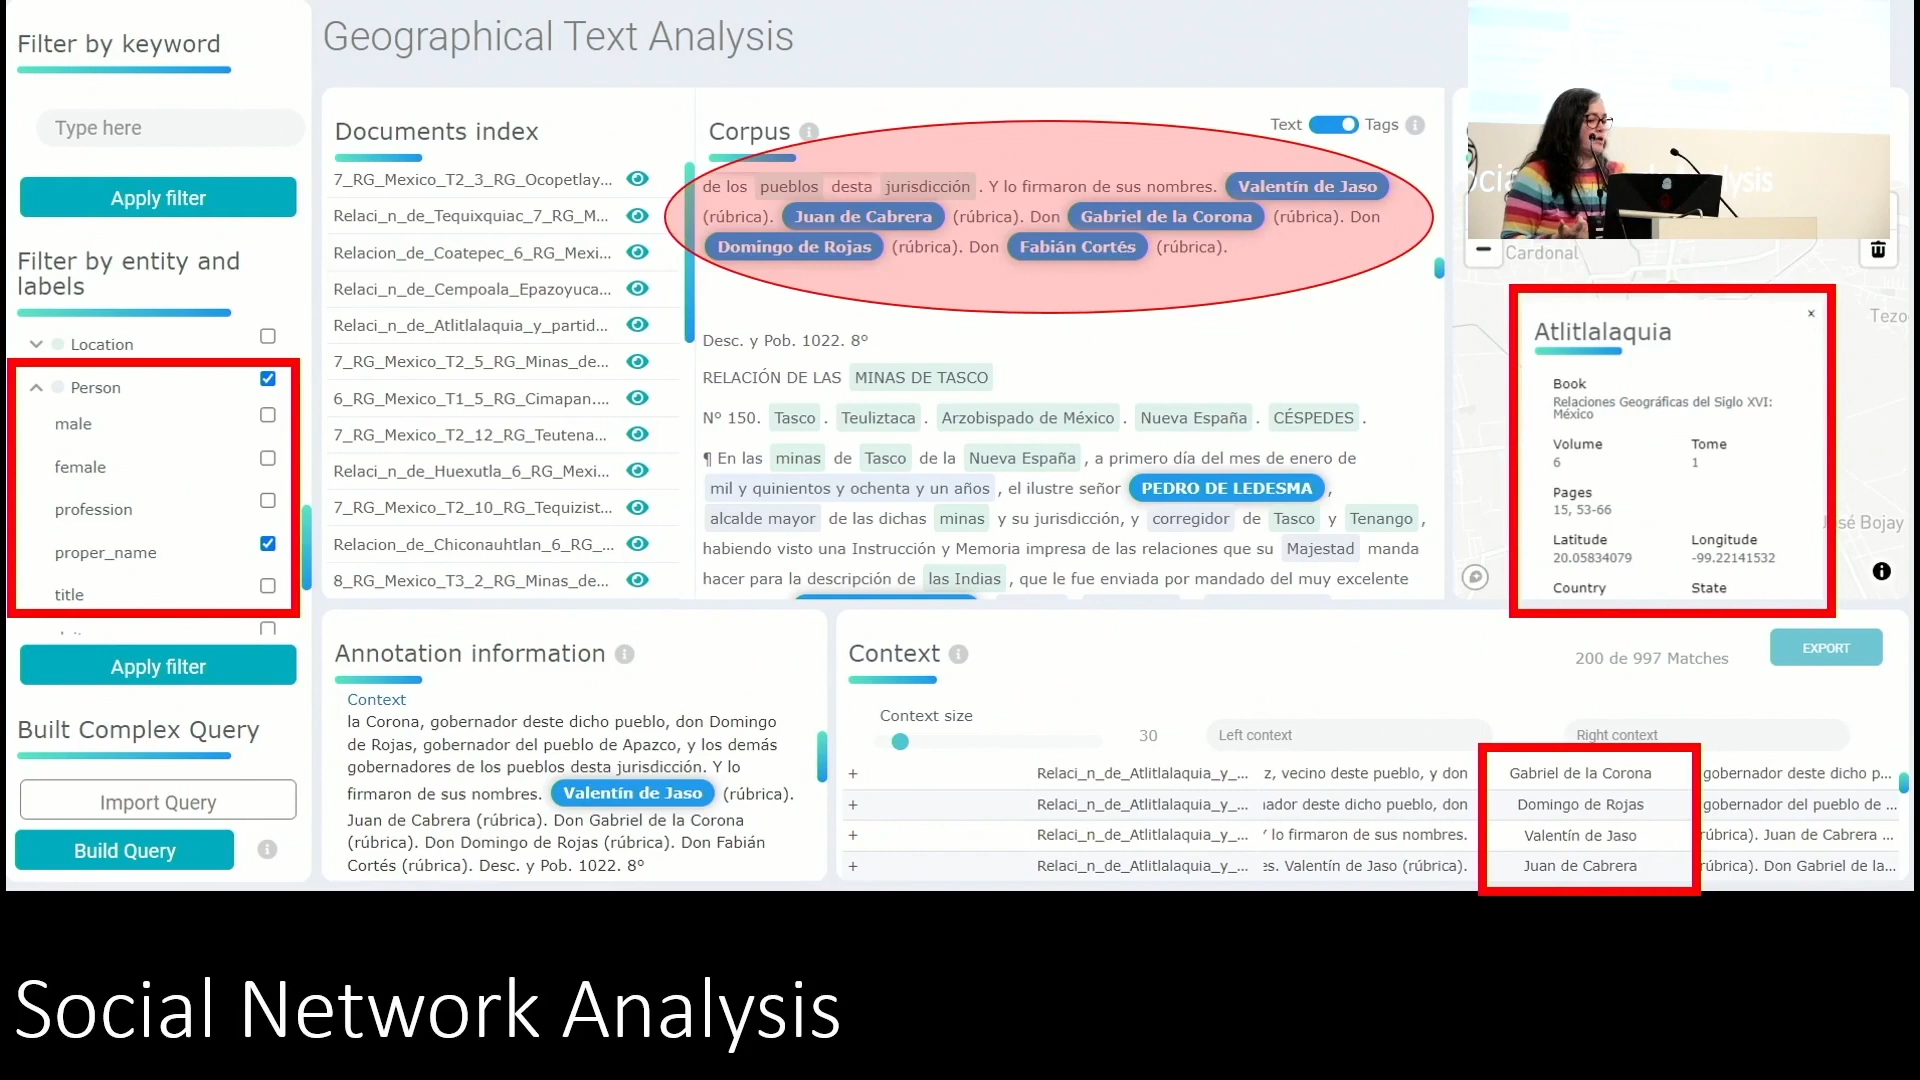 Filter by keyword
Type here
Apply filter
Filter by entity and
labels
Location
Person
male
female
profession
proper_name
title
Apply filter
Built Complex Query
Import Query
Build Query
Geographical Text Analysis
Documents index
7_RG_Mexico_T2_3_RG_Ocopetlay...
Relaci_n_de_Tequixquiac_7_RG_M...
Relacion_de_Coatepec_6_RG_Mexi...
Relaci_n_de_Cempoala_Epazoyuca...
Relaci_n_de_Atlitlalaquia_y_partid...
7_RG_Mexico_T2_5_RG_Minas_de...
6_RG_Mexico_T1_5_RG_Cimapan....
7_RG_Mexico_T2_12_RG_Teutena...
Relaci_n_de_Huexutla_6_RG_Mexi...
7_RG_Mexico_T2_10_RG_Tequizist...
Relacion_de_Chiconauhtlan_6_RG_...
8_RG_Mexico_T3_2_RG_Minas_de...
Corpus
Text Tags
de los pueblos desta jurisdicción . Y lo firmaron de sus nombres. Valentín de Jaso
(rúbrica). Juan de Cabrera (rúbrica). Don Gabriel de la Corona (rúbrica). Don
Domingo de Rojas (rúbrica). Don Fabián Cortés (rúbrica).
Desc. y Pob. 1022. 8º
RELACIÓN DE LAS MINAS DE TASCO
Nº 150. Tasco . Teuliztaca . Arzobispado de México . Nueva España . CÉSPEDES .
¶ En las minas de Tasco de la Nueva España , a primero día del mes de enero de
mil y quinientos y ochenta y un años , el ilustre señor PEDRO DE LEDESMA ,
alcalde mayor de las dichas minas y su jurisdicción, y corregidor de Tasco y Tenango ,
habiendo visto una Instrucción y Memoria impresa de las relaciones que su Majestad manda
hacer para la descripción de las Indias , que le fue enviada por mandado del muy excelente
Cardonal
Tezo
José Bojay
Atlitlalaquia
×
Book
Relaciones Geográficas del Siglo XVI:
México
Volume Tome
6 1
Pages
15, 53-66
Latitude Longitude
20.05834079 -99.22141532
Country State
Annotation information
Context
la Corona, gobernador deste dicho pueblo, don Domingo
de Rojas, gobernador del pueblo de Apazco, y los demás
gobernadores de los pueblos desta jurisdicción. Y lo
firmaron de sus nombres. Valentín de Jaso (rúbrica).
Juan de Cabrera (rúbrica). Don Gabriel de la Corona
(rúbrica). Don Domingo de Rojas (rúbrica). Don Fabián
Cortés (rúbrica). Desc. y Pob. 1022. 8º
Context
200 de 997 Matches
EXPORT
Context size
30
Left context
Right context
+ Relaci_n_de_Atlitlalaquia_y_... z, vecino deste pueblo, y don Gabriel de la Corona gobernador deste dicho p...
+ Relaci_n_de_Atlitlalaquia_y_... ador deste dicho pueblo, don Domingo de Rojas gobernador del pueblo de ...
+ Relaci_n_de_Atlitlalaquia_y_... lo firmaron de sus nombres. Valentín de Jaso rúbrica). Juan de Cabrera ...
+ Relaci_n_de_Atlitlalaquia_y_... es. Valentín de Jaso (rúbrica). Juan de Cabrera rúbrica). Don Gabriel de la...
Social Network Analysis